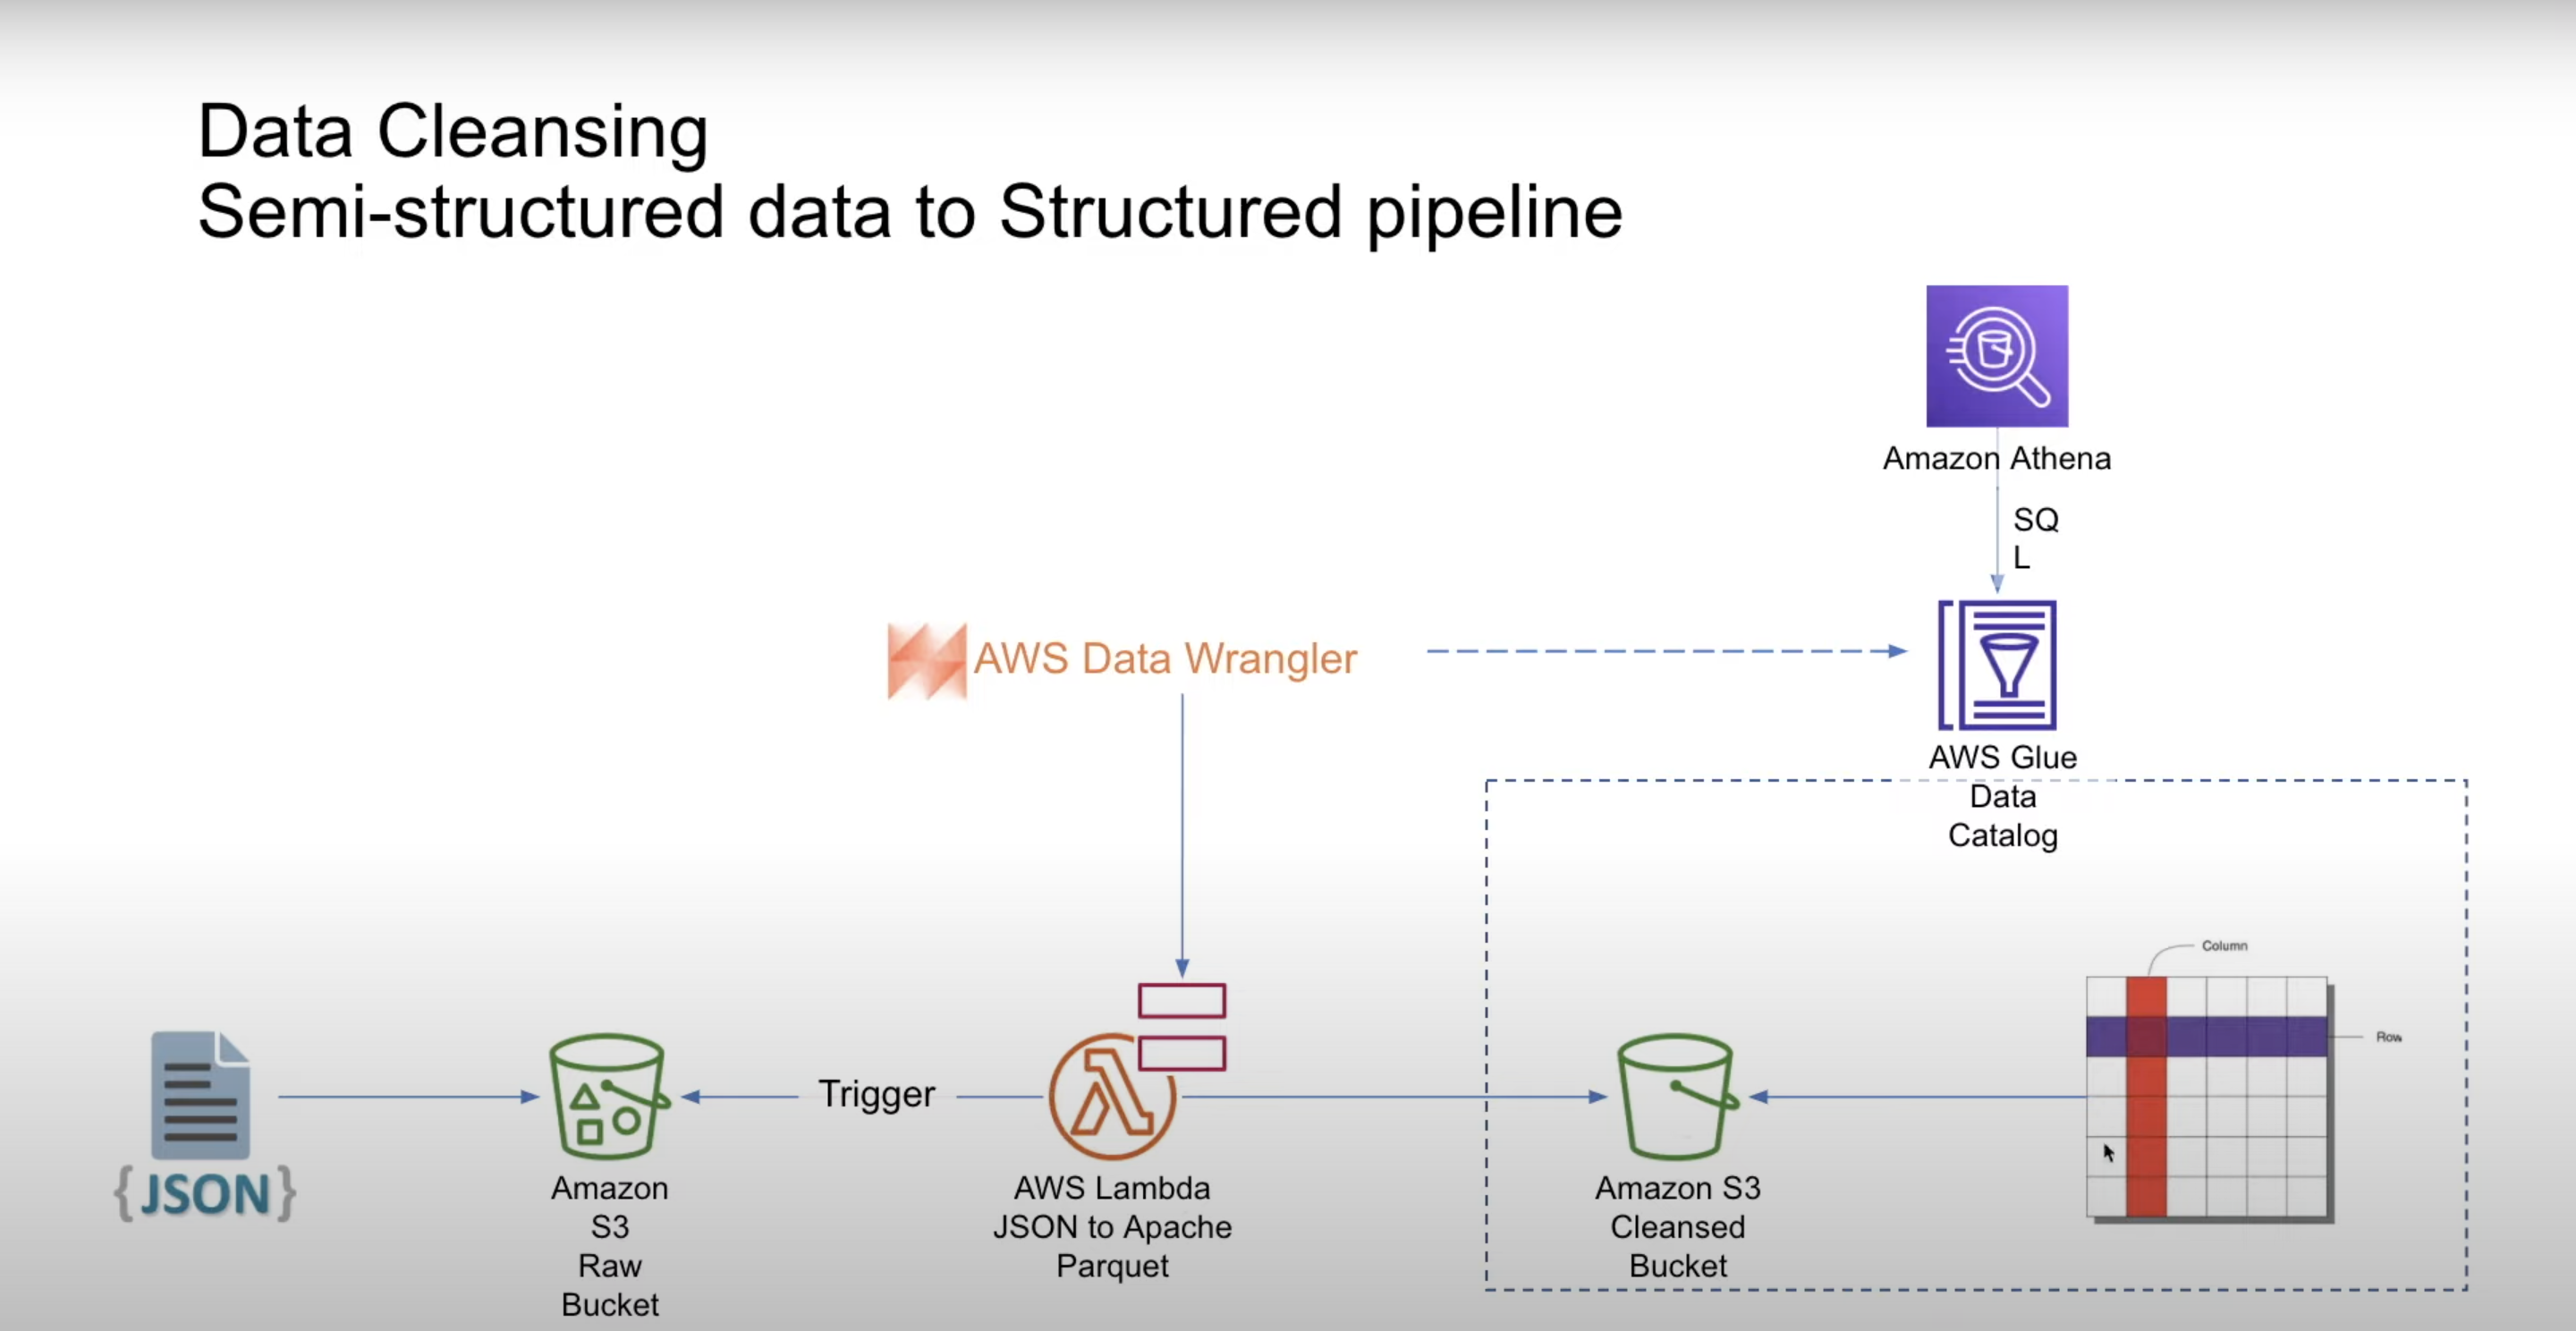 Data Cleansing
Semi-structured data to Structured pipeline
Amazon Athena
SQ
L
AWS Data Wrangler
AWS Glue
Data
Catalog
Column
Row
{JSON}
Trigger
Amazon
S3
Raw
Bucket
AWS Lambda
JSON to Apache
Parquet
Amazon S3
Cleansed
Bucket